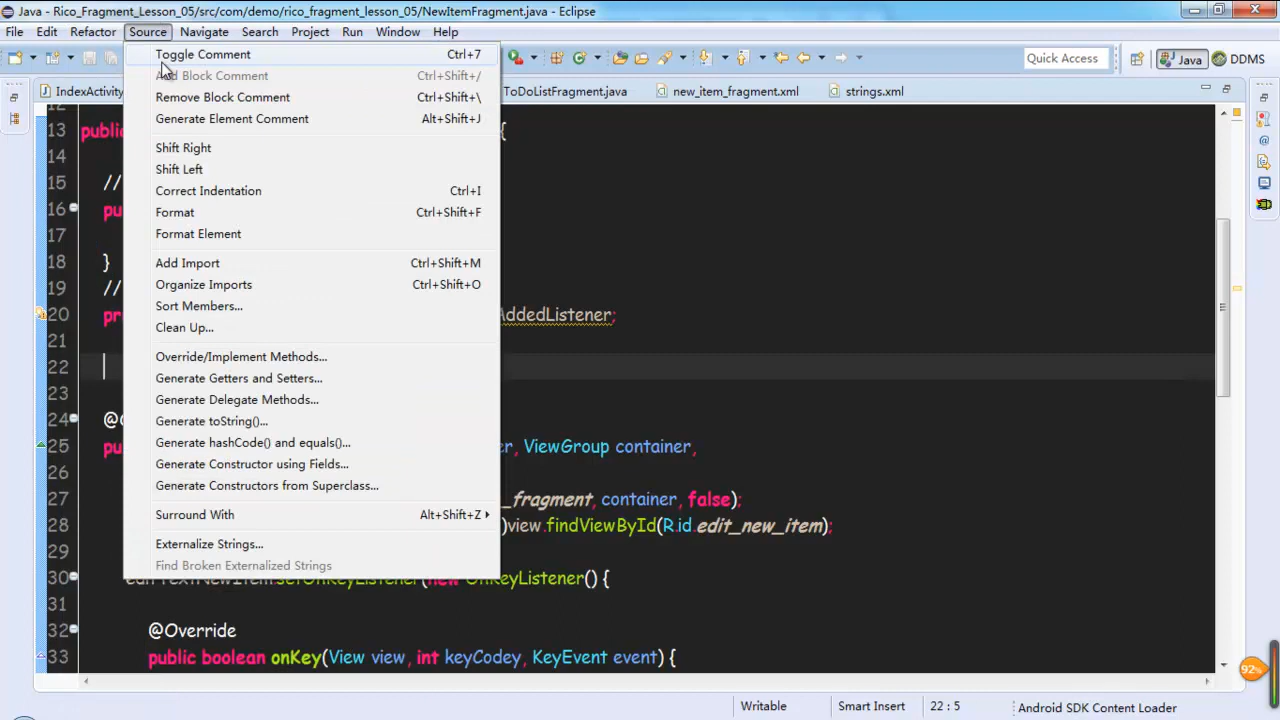 Java - Rico_Fragment_Lesson_05/src/com/demo/rico_fragment_lesson_05/NewItemFragment.java - Eclipse
File Edit Refactor Source Navigate Search Project Run Window Help
Quick Access Java DDMS
IndexActivity ToDoListFragment.java new_item_fragment.xml strings.xml
Toggle Comment Ctrl+7
Add Block Comment Ctrl+Shift+/
Remove Block Comment Ctrl+Shift+\
Generate Element Comment Alt+Shift+J
Shift Right
Shift Left
Correct Indentation Ctrl+I
Format Ctrl+Shift+F
Format Element
Add Import Ctrl+Shift+M
Organize Imports Ctrl+Shift+O
Sort Members...
Clean Up...
Override/Implement Methods...
Generate Getters and Setters...
Generate Delegate Methods...
Generate toString()...
Generate hashCode() and equals()...
Generate Constructor using Fields...
Generate Constructors from Superclass...
Surround With Alt+Shift+Z
Externalize Strings...
Find Broken Externalized Strings
12
13 public {
14
15 //
16 pu
17
18 }
19 //
20 pr AddedListener;
21
22
23
24 @
25 pu r, ViewGroup container,
26
27 _fragment, container, false);
28 )view.findViewById(R.id.edit_new_item);
29
30 OnKeyListener() {
31
32 @Override
33 public boolean onKey(View view, int keyCodey, KeyEvent event) {
92%
Writable Smart Insert 22 : 5 Android SDK Content Loader